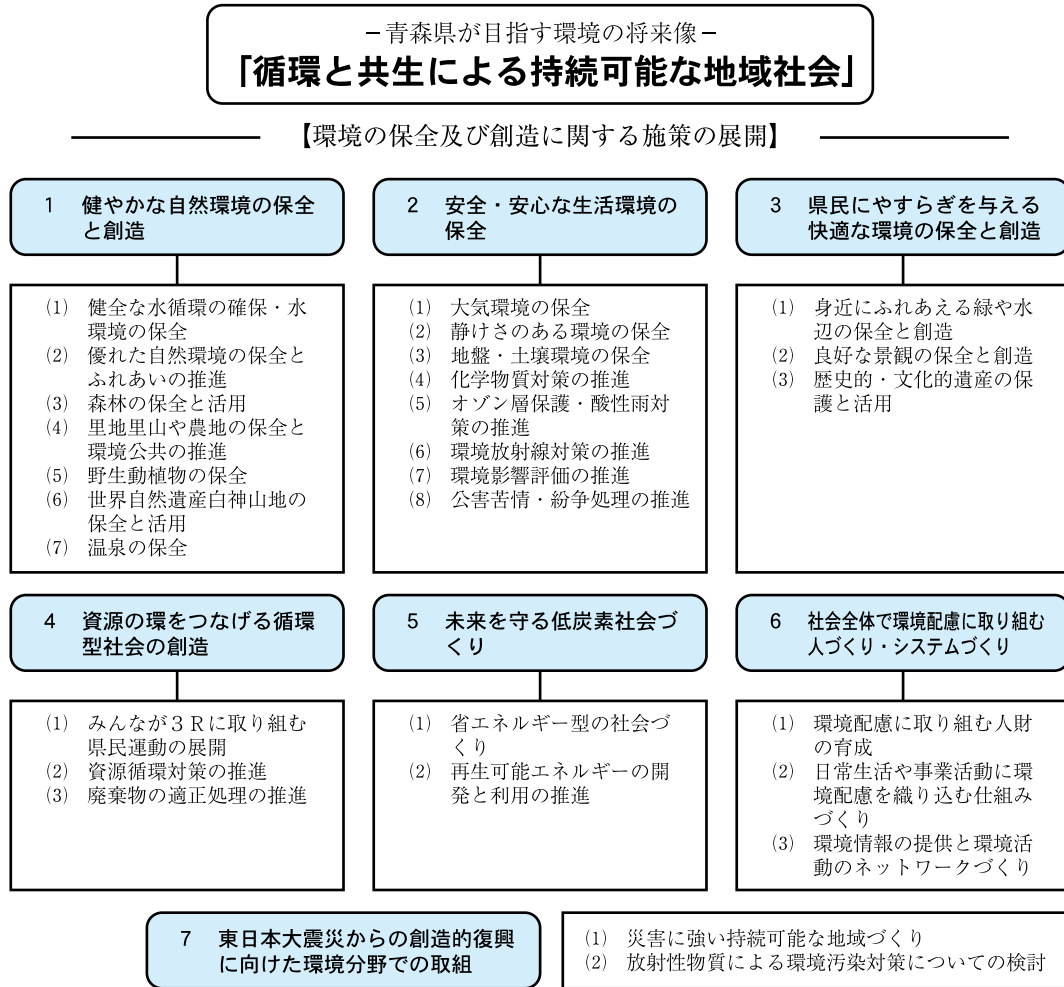 －青森県が目指す環境の将来像－
「循環と共生による持続可能な地域社会」
【環境の保全及び創造に関する施策の展開】
1 健やかな自然環境の保全
と創造
(1) 健全な水循環の確保・水
環境の保全
(2) 優れた自然環境の保全と
ふれあいの推進
(3) 森林の保全と活用
(4) 里地里山や農地の保全と
環境公共の推進
(5) 野生動植物の保全
(6) 世界自然遺産白神山地の
保全と活用
(7) 温泉の保全
2 安全・安心な生活環境の
保全
(1) 大気環境の保全
(2) 静けさのある環境の保全
(3) 地盤・土壌環境の保全
(4) 化学物質対策の推進
(5) オゾン層保護・酸性雨対
策の推進
(6) 環境放射線対策の推進
(7) 環境影響評価の推進
(8) 公害苦情・紛争処理の推進
3 県民にやすらぎを与える
快適な環境の保全と創造
(1) 身近にふれあえる緑や水
辺の保全と創造
(2) 良好な景観の保全と創造
(3) 歴史的・文化的遺産の保
護と活用
4 資源の環をつなげる循環
型社会の創造
(1) みんなが３Ｒに取り組む
県民運動の展開
(2) 資源循環対策の推進
(3) 廃棄物の適正処理の推進
5 未来を守る低炭素社会づ
くり
(1) 省エネルギー型の社会づ
くり
(2) 再生可能エネルギーの開
発と利用の推進
6 社会全体で環境配慮に取り組む
人づくり・システムづくり
(1) 環境配慮に取り組む人財
の育成
(2) 日常生活や事業活動に環
境配慮を織り込む仕組み
づくり
(3) 環境情報の提供と環境活
動のネットワークづくり
7 東日本大震災からの創造的復興
に向けた環境分野での取組
(1) 災害に強い持続可能な地域づくり
(2) 放射性物質による環境汚染対策についての検討